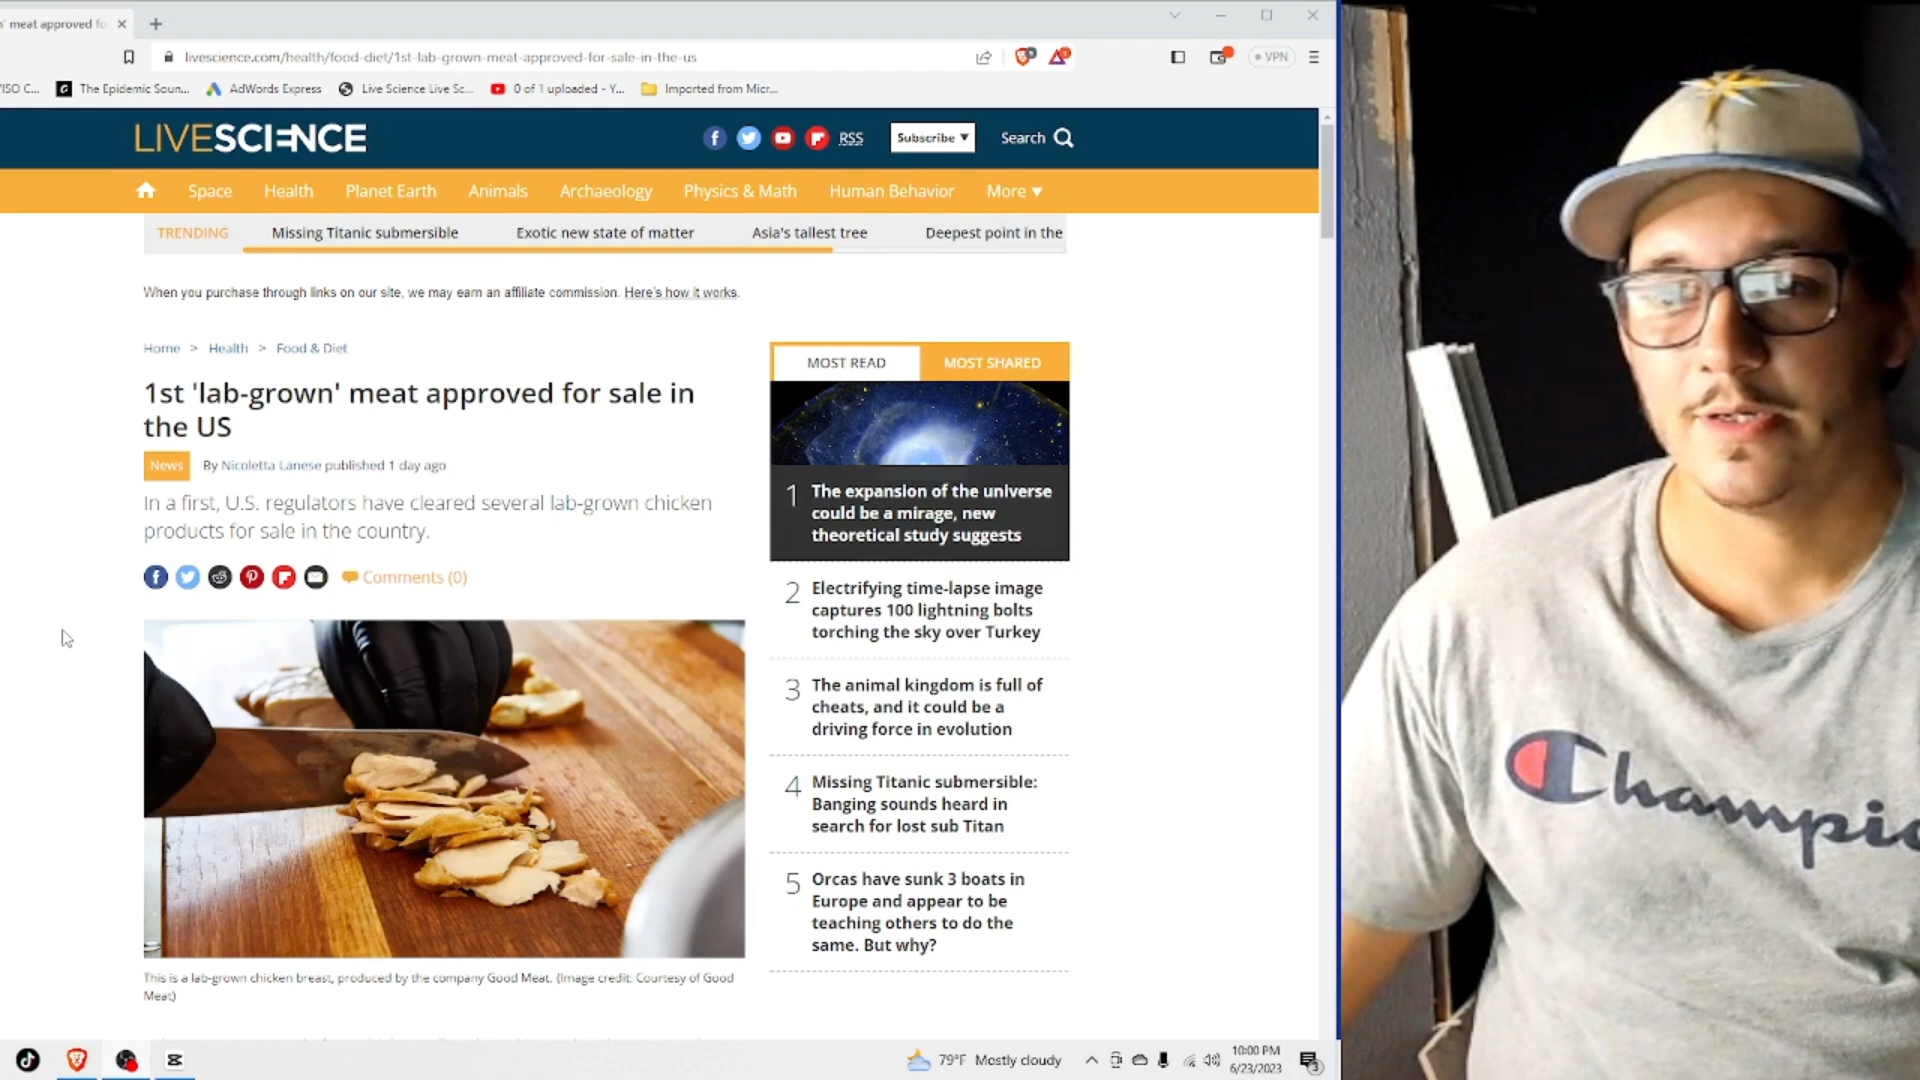 ' meat approved fo
livescience.com/health/food-diet/1st-lab-grown-meat-approved-for-sale-in-the-us
VPN
'ISO C...
The Epidemic Soun...
AdWords Express
Live Science Live Sc...
0 of 1 uploaded - Y...
Imported from Micr...
LIVESCIENCE
RSS
Subscribe ▼
Search
Space
Health
Planet Earth
Animals
Archaeology
Physics & Math
Human Behavior
More ▼
TRENDING
Missing Titanic submersible
Exotic new state of matter
Asia's tallest tree
Deepest point in the
When you purchase through links on our site, we may earn an affiliate commission. Here's how it works.
Home > Health > Food & Diet
1st 'lab-grown' meat approved for sale in
the US
News
By Nicoletta Lanese published 1 day ago
In a first, U.S. regulators have cleared several lab-grown chicken
products for sale in the country.
Comments (0)
This is a lab-grown chicken breast, produced by the company Good Meat. (Image credit: Courtesy of Good
Meat)
MOST READ
MOST SHARED
1 The expansion of the universe
could be a mirage, new
theoretical study suggests
2 Electrifying time-lapse image
captures 100 lightning bolts
torching the sky over Turkey
3 The animal kingdom is full of
cheats, and it could be a
driving force in evolution
4 Missing Titanic submersible:
Banging sounds heard in
search for lost sub Titan
5 Orcas have sunk 3 boats in
Europe and appear to be
teaching others to do the
same. But why?
Champio
79°F Mostly cloudy
10:00 PM
6/23/2023
3